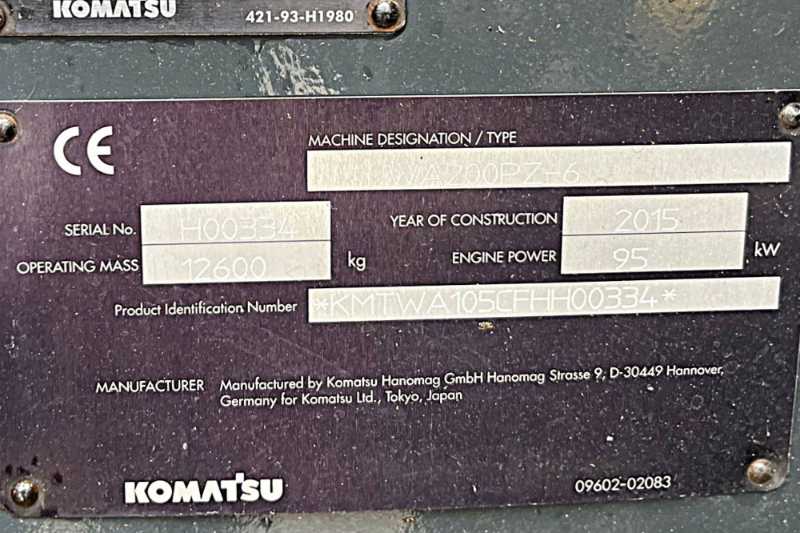 KOMATSU 421-93-H1980
CE
MACHINE DESIGNATION / TYPE
WA200PZ-6
SERIAL No. H00334 YEAR OF CONSTRUCTION 2015
OPERATING MASS 12600 kg ENGINE POWER 95 kW
Product Identification Number *KMTWA105CFHH00334*
MANUFACTURER Manufactured by Komatsu Hanomag GmbH Hanomag Strasse 9, D-30449 Hannover,
Germany for Komatsu Ltd., Tokyo, Japan
KOMATSU 09602-02083